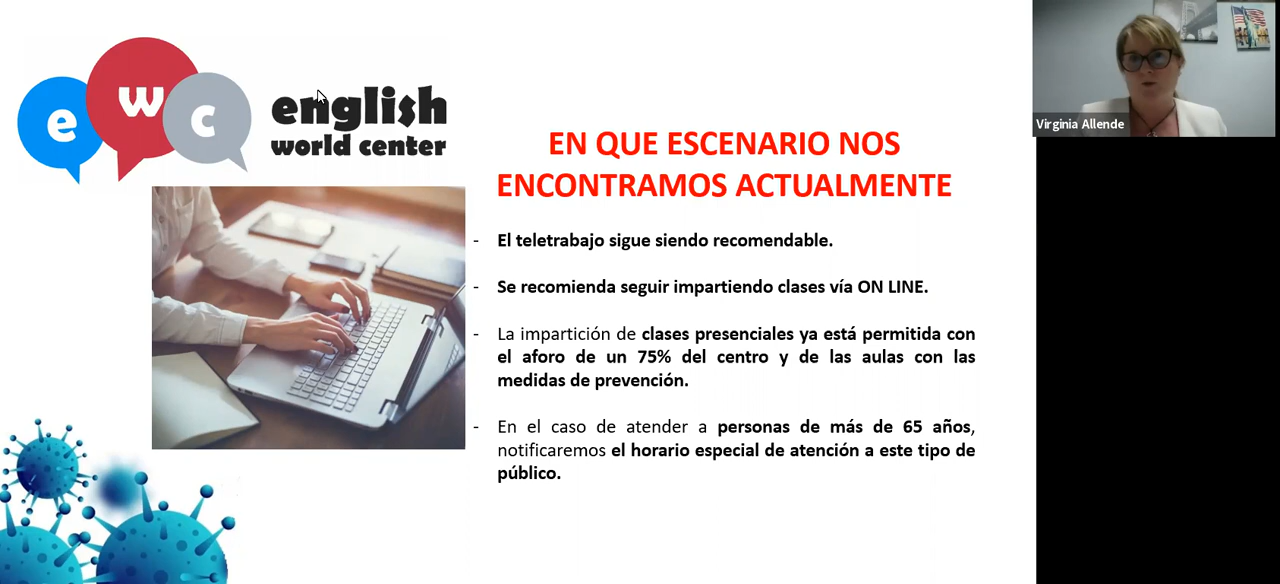 e w c
english
world center
EN QUE ESCENARIO NOS
ENCONTRAMOS ACTUALMENTE
- El teletrabajo sigue siendo recomendable.
- Se recomienda seguir impartiendo clases vía ON LINE.
- La impartición de clases presenciales ya está permitida con
el aforo de un 75% del centro y de las aulas con las
medidas de prevención.
- En el caso de atender a personas de más de 65 años,
notificaremos el horario especial de atención a este tipo de
público.
Virginia Allende